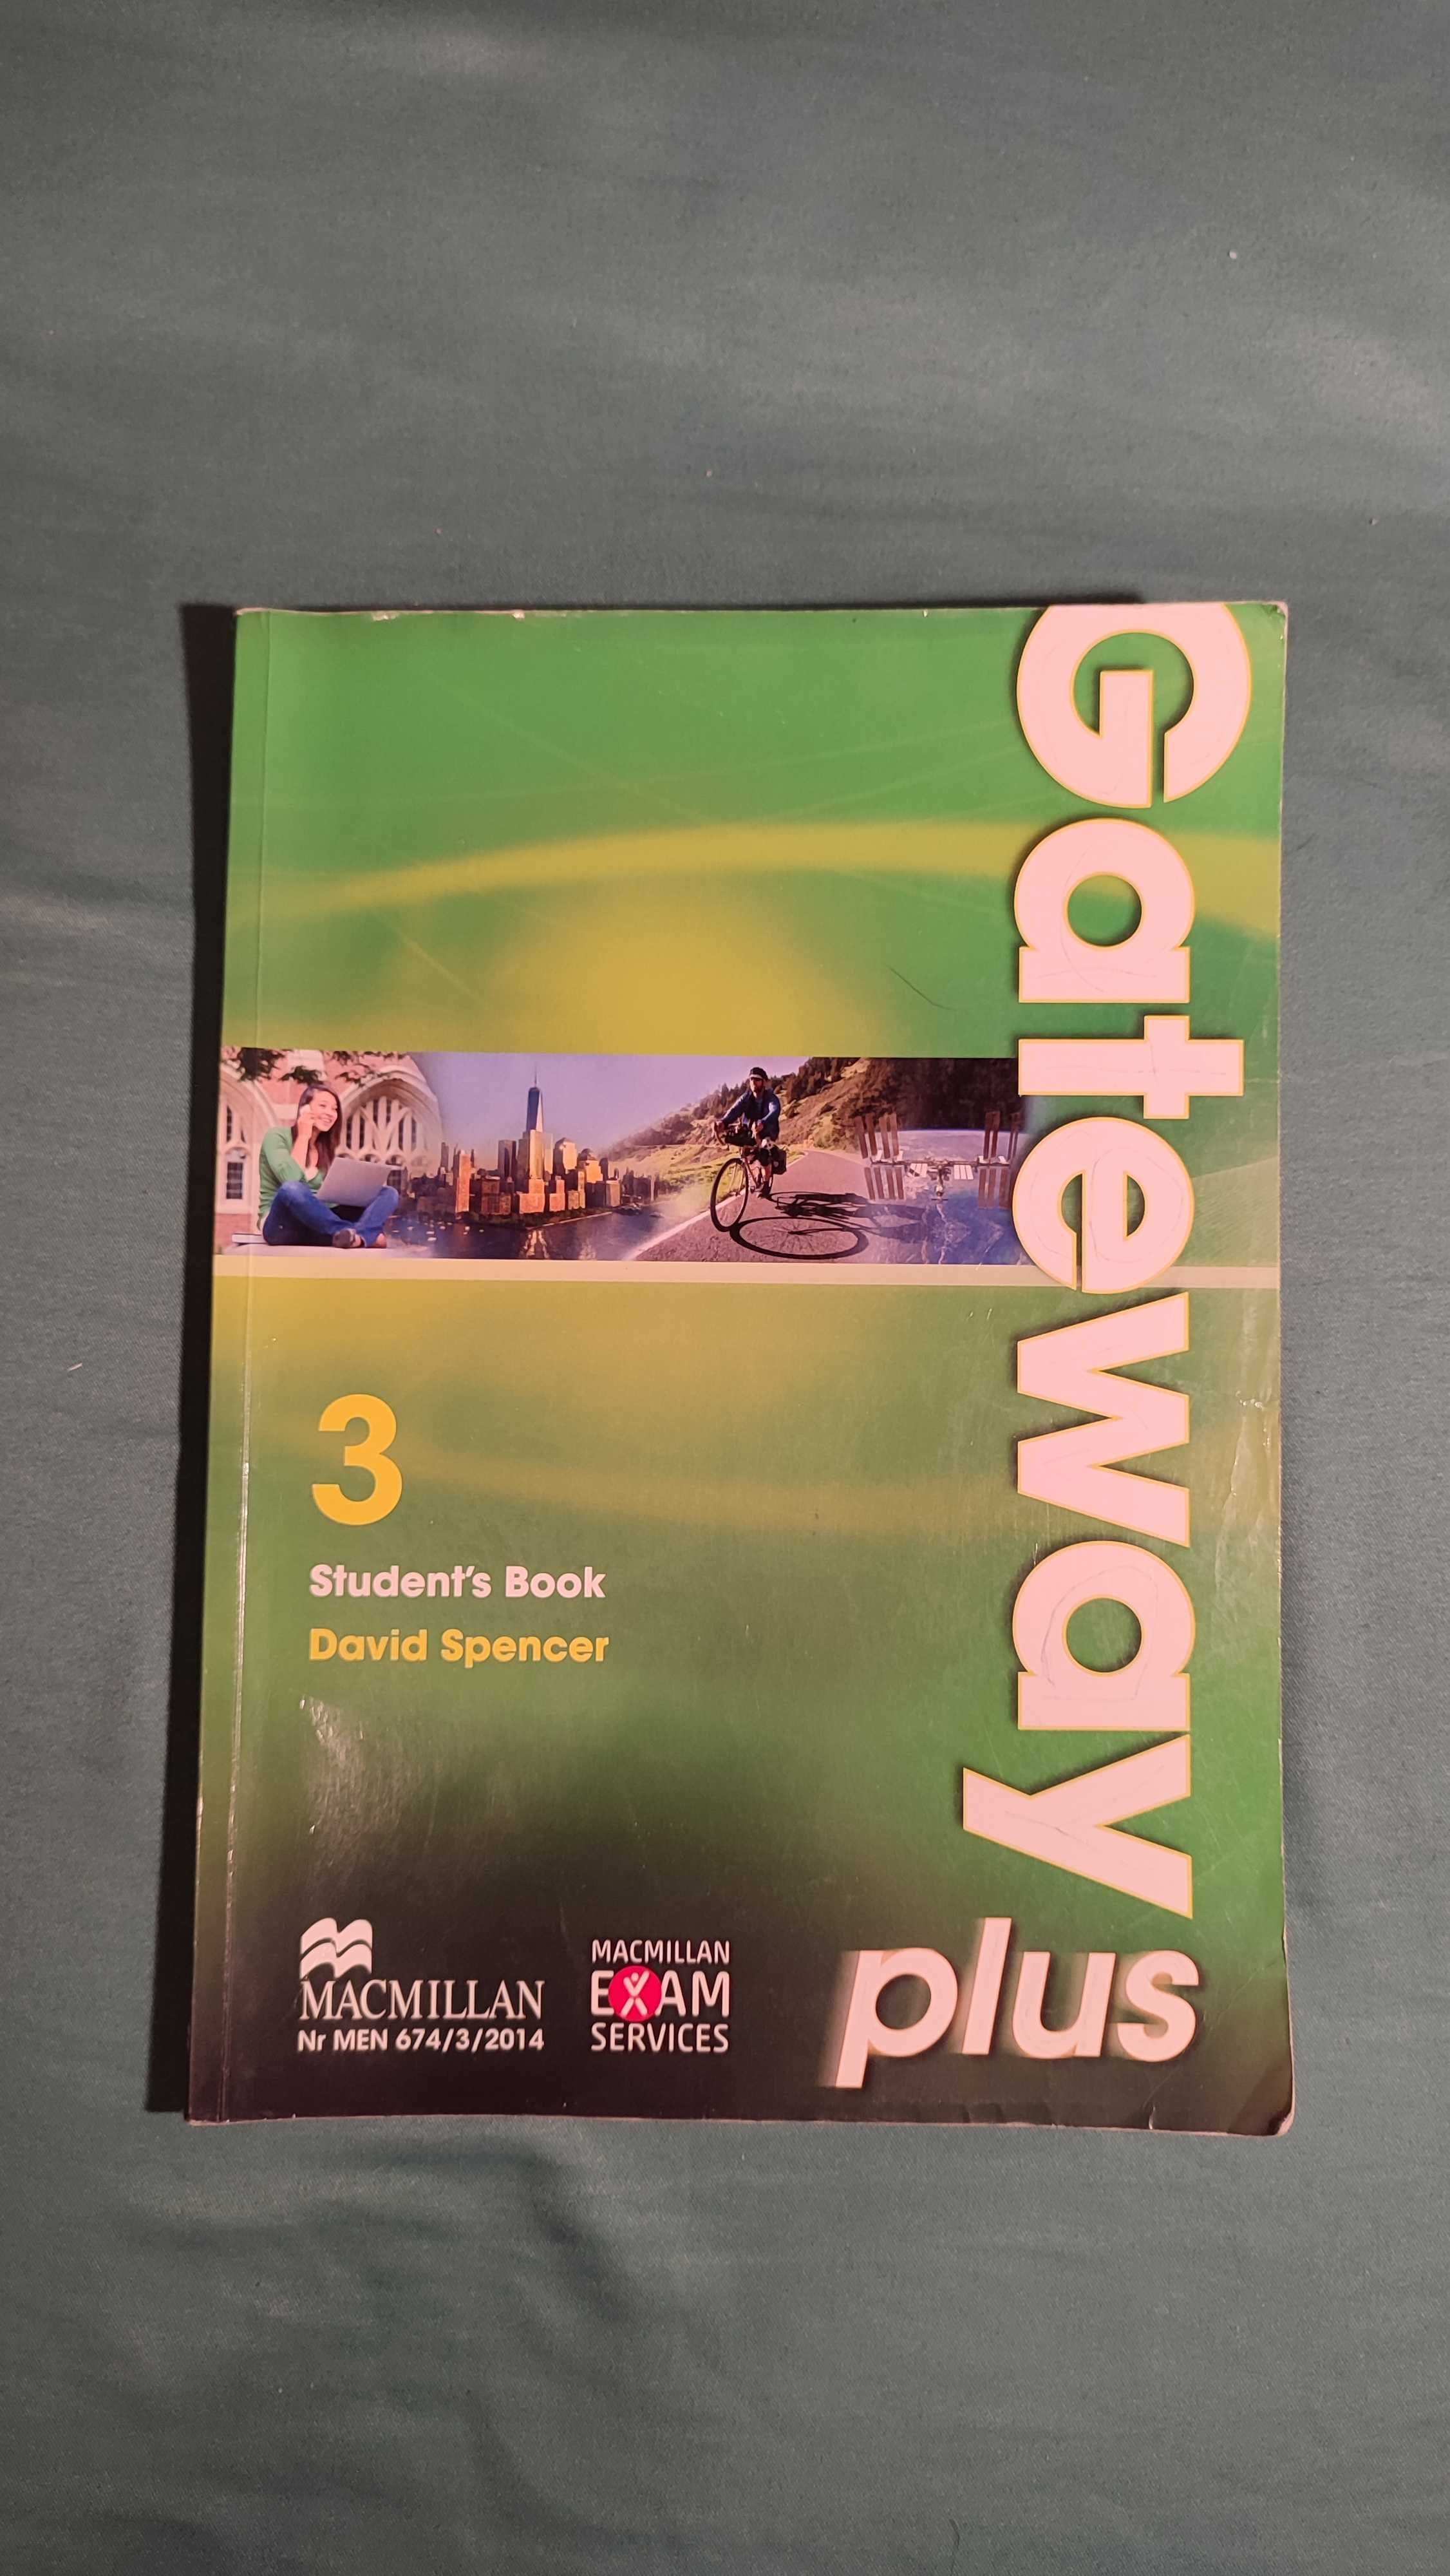 Gateway
plus
3
Student's Book
David Spencer
MACMILLAN
Nr MEN 674/3/2014
MACMILLAN
EXAM
SERVICES